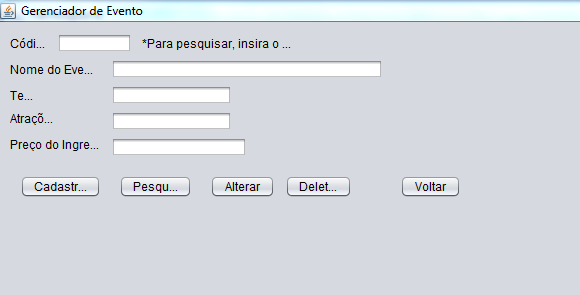 Gerenciador de Evento
Códi... *Para pesquisar, insira o ...
Nome do Eve...
Te...
Atraçõ...
Preço do Ingre...
Cadastr... Pesqu... Alterar Delet... Voltar